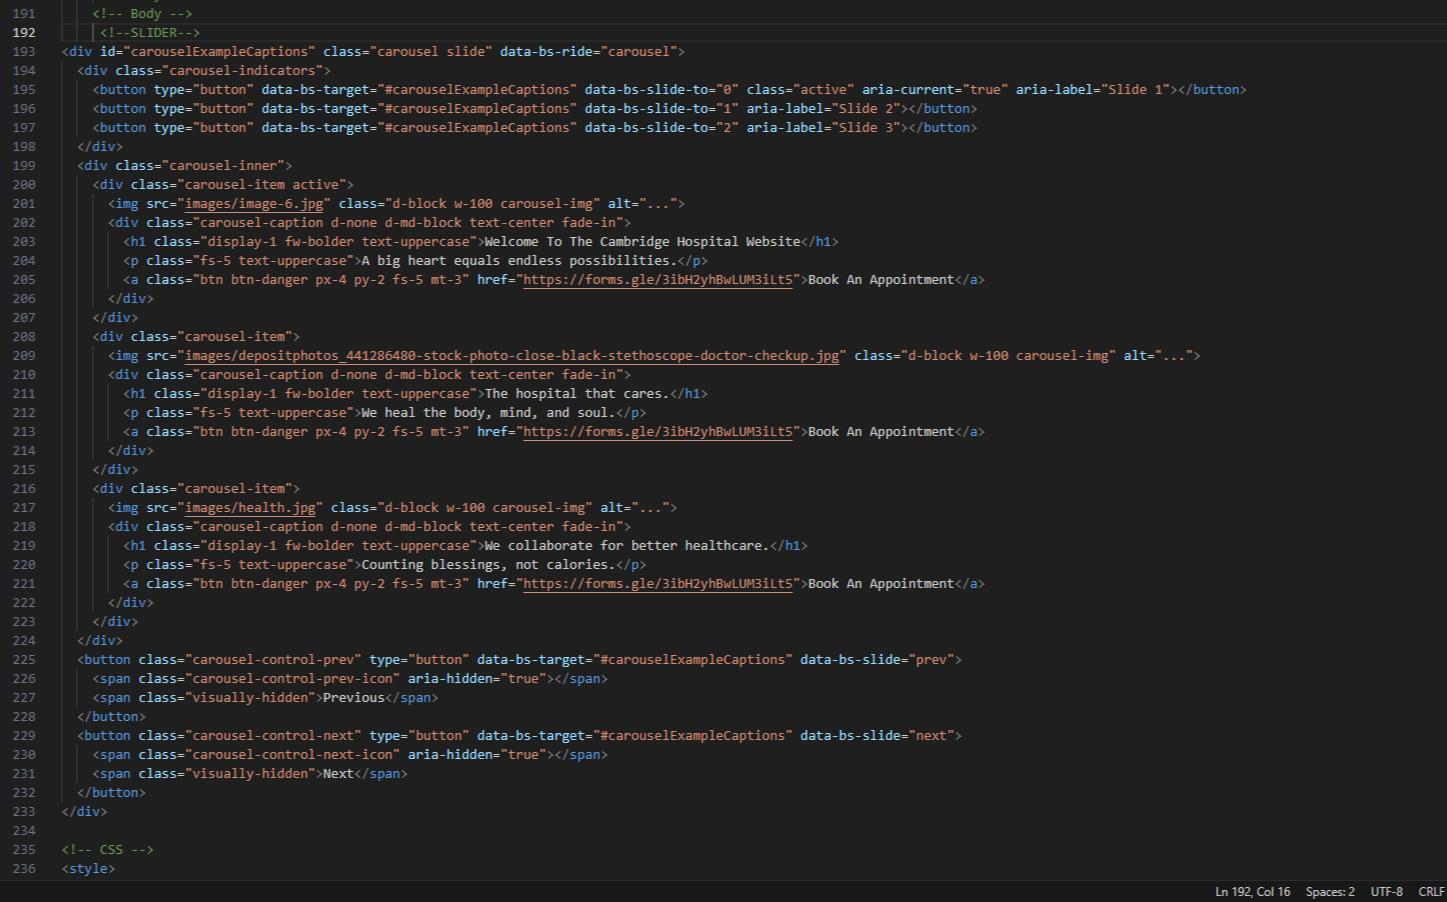 191 <!-- Body -->
192 <!--SLIDER-->
193 <div id="carouselExampleCaptions" class="carousel slide" data-bs-ride="carousel">
194 <div class="carousel-indicators">
195 <button type="button" data-bs-target="#carouselExampleCaptions" data-bs-slide-to="0" class="active" aria-current="true" aria-label="Slide 1"></button>
196 <button type="button" data-bs-target="#carouselExampleCaptions" data-bs-slide-to="1" aria-label="Slide 2"></button>
197 <button type="button" data-bs-target="#carouselExampleCaptions" data-bs-slide-to="2" aria-label="Slide 3"></button>
198 </div>
199 <div class="carousel-inner">
200 <div class="carousel-item active">
201 <img src="images/image-6.jpg" class="d-block w-100 carousel-img" alt="...">
202 <div class="carousel-caption d-none d-md-block text-center fade-in">
203 <h1 class="display-1 fw-bolder text-uppercase">Welcome To The Cambridge Hospital Website</h1>
204 <p class="fs-5 text-uppercase">A big heart equals endless possibilities.</p>
205 <a class="btn btn-danger px-4 py-2 fs-5 mt-3" href="https://forms.gle/3ibH2yhBwLUM3iLt5">Book An Appointment</a>
206 </div>
207 </div>
208 <div class="carousel-item">
209 <img src="images/depositphotos_441286480-stock-photo-close-black-stethoscope-doctor-checkup.jpg" class="d-block w-100 carousel-img" alt="...">
210 <div class="carousel-caption d-none d-md-block text-center fade-in">
211 <h1 class="display-1 fw-bolder text-uppercase">The hospital that cares.</h1>
212 <p class="fs-5 text-uppercase">We heal the body, mind, and soul.</p>
213 <a class="btn btn-danger px-4 py-2 fs-5 mt-3" href="https://forms.gle/3ibH2yhBwLUM3iLt5">Book An Appointment</a>
214 </div>
215 </div>
216 <div class="carousel-item">
217 <img src="images/health.jpg" class="d-block w-100 carousel-img" alt="...">
218 <div class="carousel-caption d-none d-md-block text-center fade-in">
219 <h1 class="display-1 fw-bolder text-uppercase">We collaborate for better healthcare.</h1>
220 <p class="fs-5 text-uppercase">Counting blessings, not calories.</p>
221 <a class="btn btn-danger px-4 py-2 fs-5 mt-3" href="https://forms.gle/3ibH2yhBwLUM3iLt5">Book An Appointment</a>
222 </div>
223 </div>
224 </div>
225 <button class="carousel-control-prev" type="button" data-bs-target="#carouselExampleCaptions" data-bs-slide="prev">
226 <span class="carousel-control-prev-icon" aria-hidden="true"></span>
227 <span class="visually-hidden">Previous</span>
228 </button>
229 <button class="carousel-control-next" type="button" data-bs-target="#carouselExampleCaptions" data-bs-slide="next">
230 <span class="carousel-control-next-icon" aria-hidden="true"></span>
231 <span class="visually-hidden">Next</span>
232 </button>
233 </div>
234
235 <!-- CSS -->
236 <style>
Ln 192, Col 16 Spaces: 2 UTF-8 CRLF